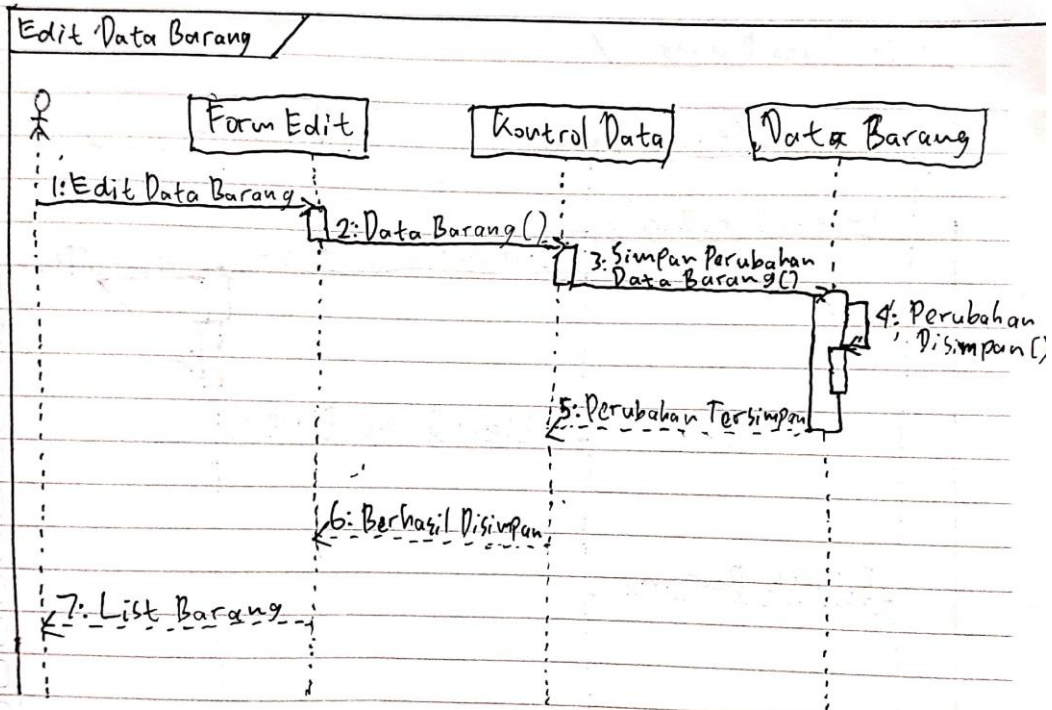 Edit Data Barang
Form Edit
Kontrol Data
Data Barang
1: Edit Data Barang
2: Data Barang ()
3: Simpan Perubahan
Data Barang ()
4: Perubahan
Disimpan ()
5: Perubahan Tersimpan
6: Berhasil Disimpan
7: List Barang